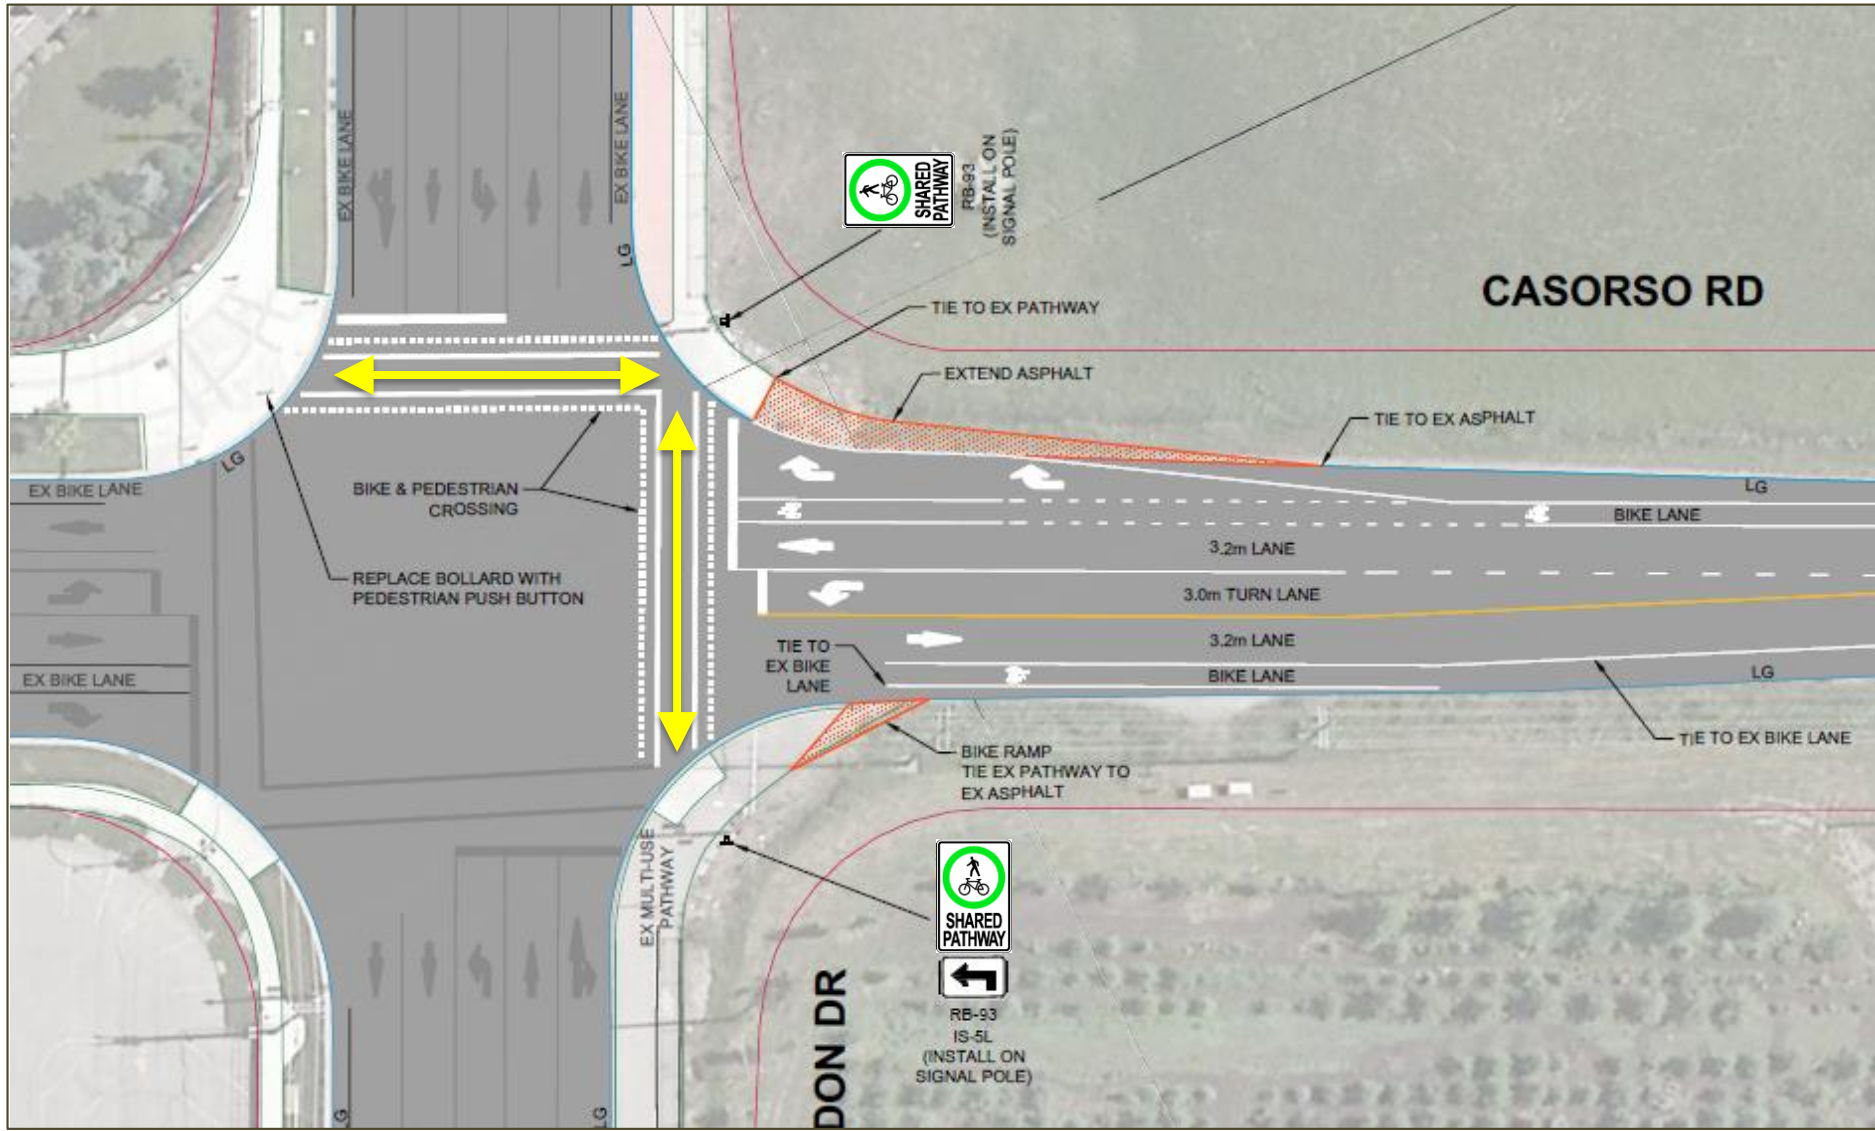 EX BIKE LANE
EX BIKE LANE
LG
SHARED
PATHWAY
RB-93
(INSTALL ON
SIGNAL POLE)
CASORSO RD
TIE TO EX PATHWAY
EXTEND ASPHALT
TIE TO EX ASPHALT
LG
EX BIKE LANE
BIKE & PEDESTRIAN
CROSSING
LG
BIKE LANE
3.2m LANE
REPLACE BOLLARD WITH
PEDESTRIAN PUSH BUTTON
3.0m TURN LANE
TIE TO
EX BIKE
LANE
3.2m LANE
EX BIKE LANE
BIKE LANE
LG
TIE TO EX BIKE LANE
BIKE RAMP
TIE EX PATHWAY TO
EX ASPHALT
EX MULTI-USE
PATHWAY
SHARED
PATHWAY
RB-93
IS-5L
(INSTALL ON
SIGNAL POLE)
DON DR
LG
LG